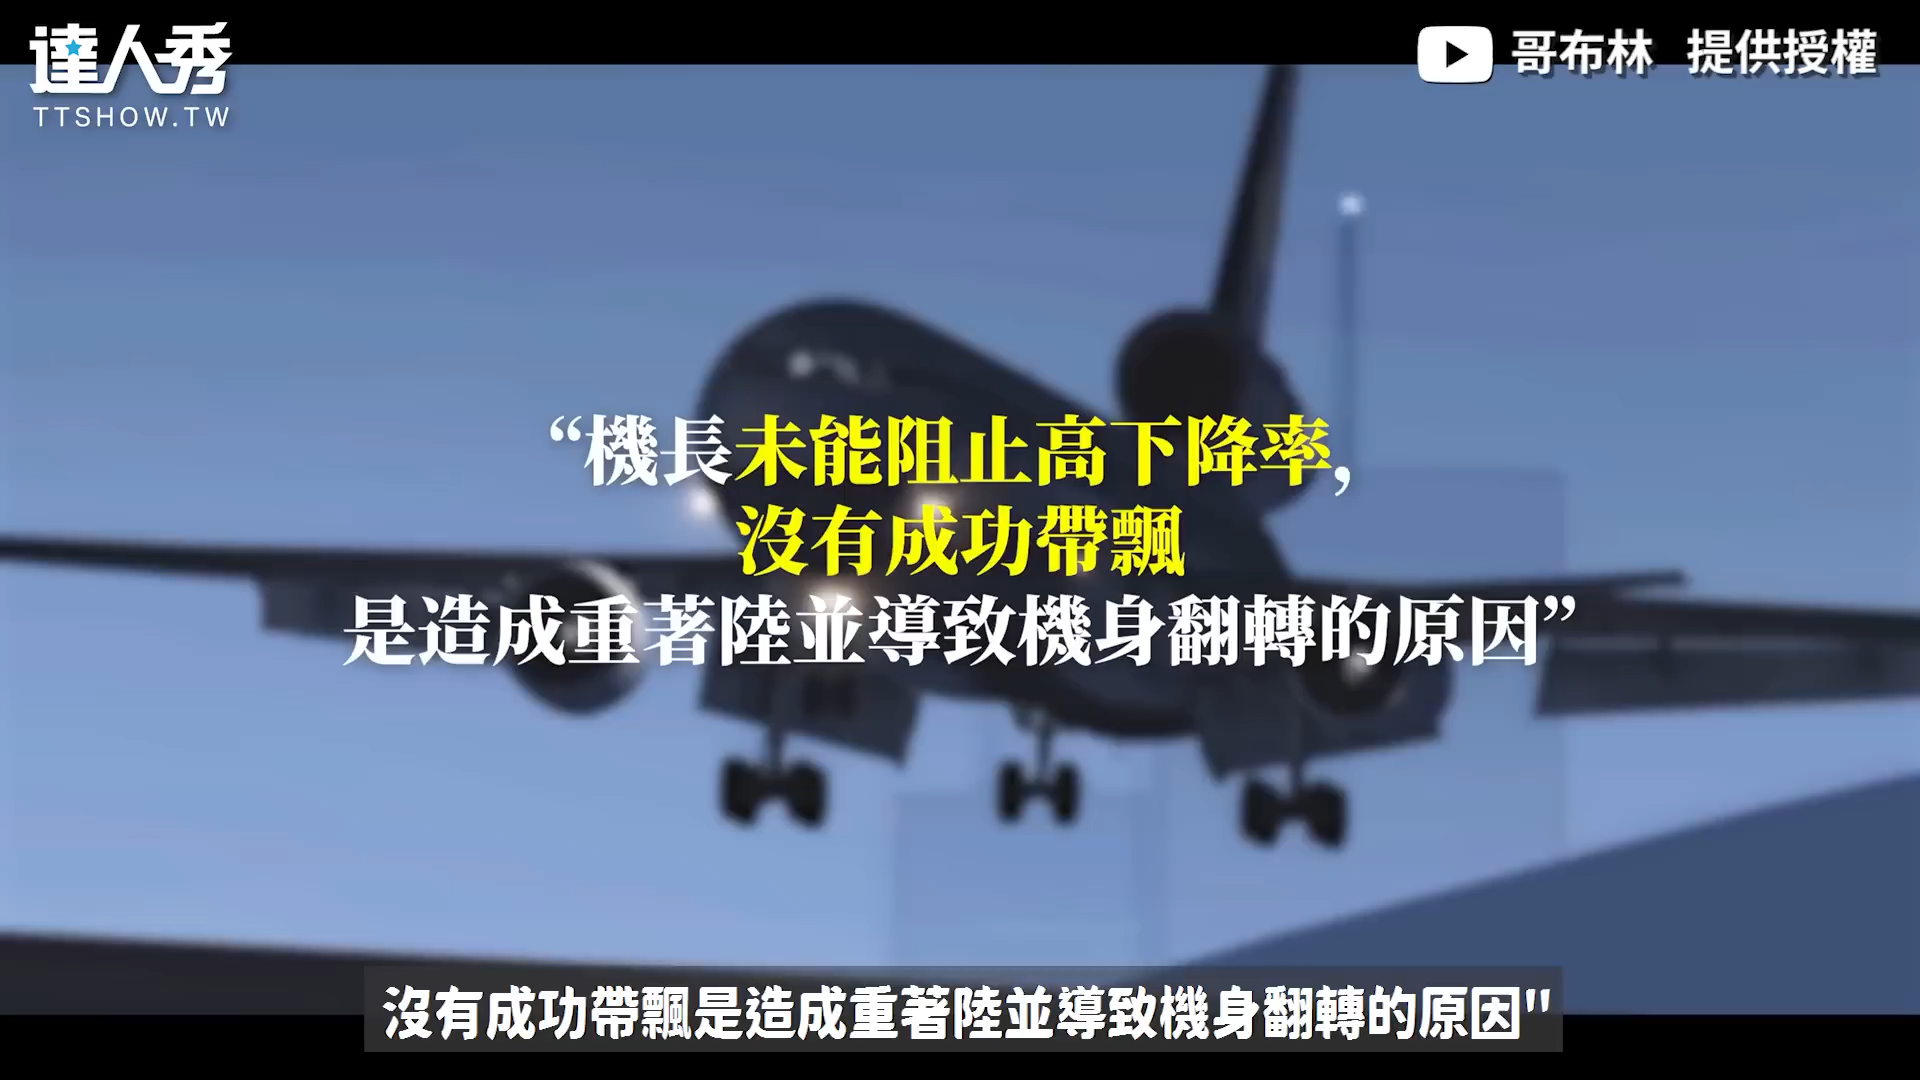 達人秀
TTSHOW.TW
哥布林 提供授權
“機長未能阻止高下降率,
沒有成功帶飄
是造成重著陸並導致機身翻轉的原因”
沒有成功帶飄是造成重著陸並導致機身翻轉的原因"